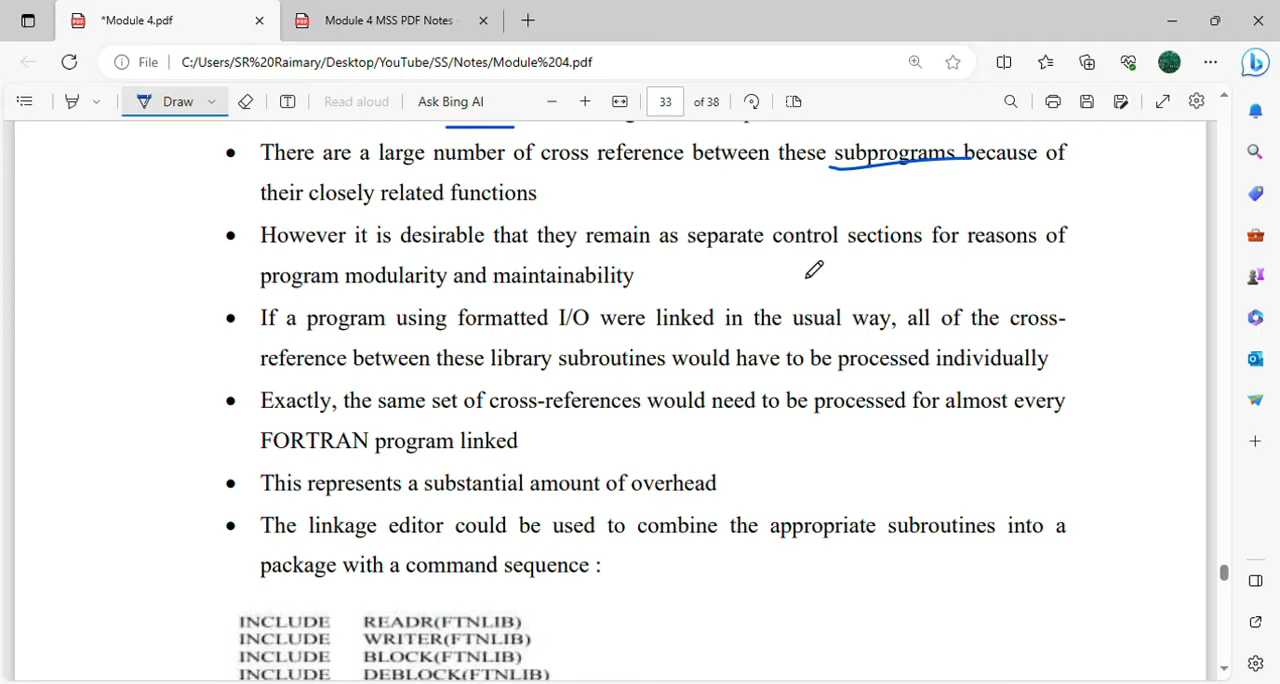 *Module 4.pdf
Module 4 MSS PDF Notes
File
C:/Users/SR%20Raimary/Desktop/YouTube/SS/Notes/Module%204.pdf
Draw
Read aloud
Ask Bing AI
33
of 38
• There are a large number of cross reference between these subprograms because of
their closely related functions
• However it is desirable that they remain as separate control sections for reasons of
program modularity and maintainability
• If a program using formatted I/O were linked in the usual way, all of the cross-
reference between these library subroutines would have to be processed individually
• Exactly, the same set of cross-references would need to be processed for almost every
FORTRAN program linked
• This represents a substantial amount of overhead
• The linkage editor could be used to combine the appropriate subroutines into a
package with a command sequence :
INCLUDE READR(FTNLIB)
INCLUDE WRITER(FTNLIB)
INCLUDE BLOCK(FTNLIB)
INCLUDE DEBLOCK(FTNLIB)